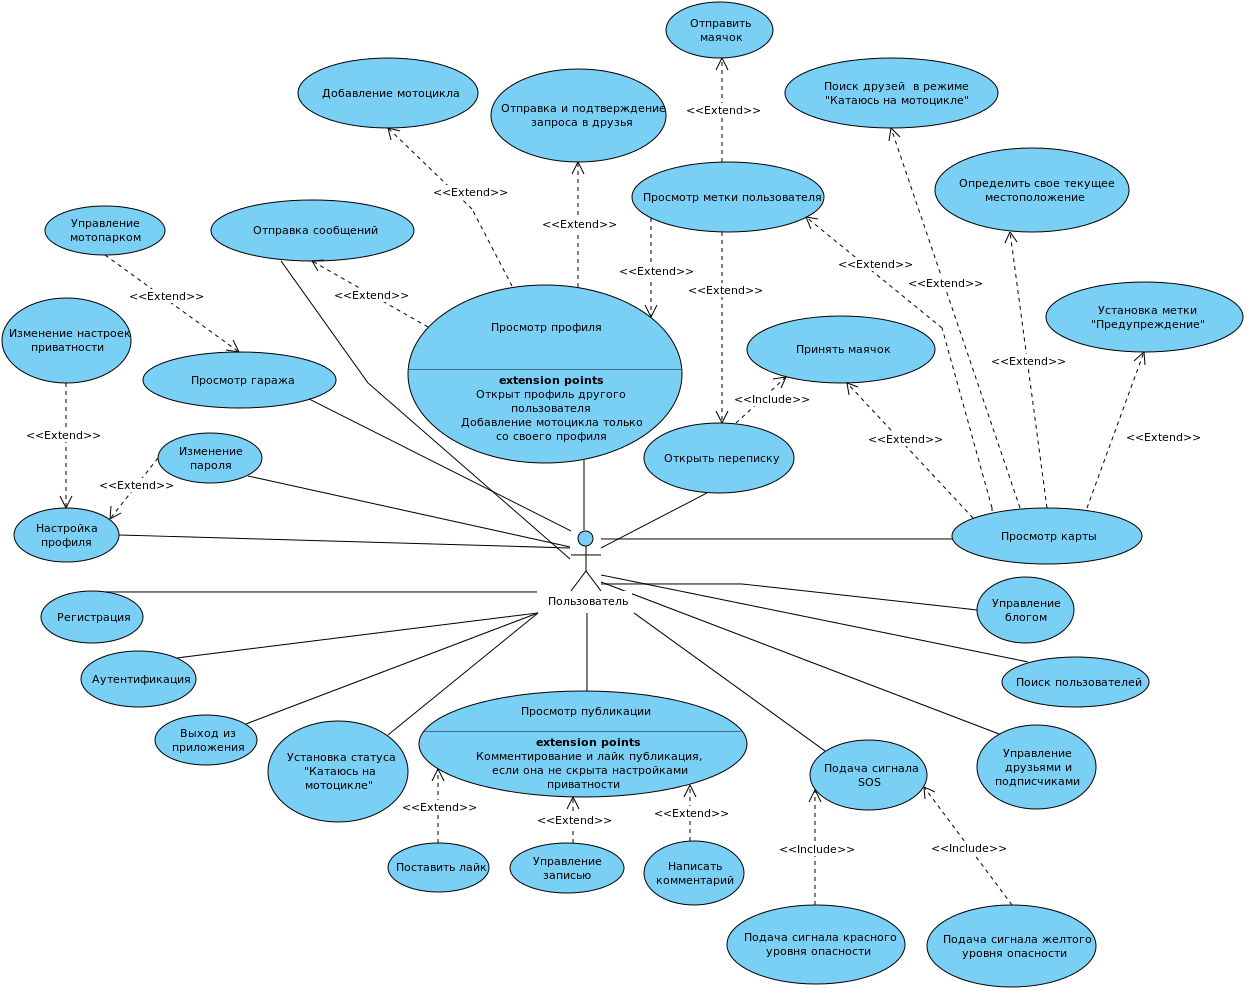 Отправить
маячок
Добавление мотоцикла
Отправка и подтверждение
запроса в друзья
<<Extend>>
Поиск друзей  в режиме
"Катаюсь на мотоцикле"
<<Extend>>
Просмотр метки пользователя
Определить свое текущее
местоположение
Управление
мотопарком
Отправка сообщений
<<Extend>>
<<Extend>>
<<Extend>>
<<Extend>>
<<Extend>>
<<Extend>>
<<Extend>>
<<Extend>>
Изменение настроек
приватности
Просмотр профиля
Установка метки
"Предупреждение"
Принять маячок
<<Extend>>
Просмотр гаража
extension points
Открыт профиль другого
пользователя
Добавление мотоцикла только
со своего профиля
<<Include>>
<<Extend>>
<<Extend>>
<<Extend>>
Изменение
пароля
Открыть переписку
<<Extend>>
Настройка
профиля
Просмотр карты
Пользователь
Регистрация
Управление
блогом
Аутентификация
Поиск пользователей
Выход из
приложения
Просмотр публикации
extension points
Комментирование и лайк публикация,
если она не скрыта настройками
приватности
Установка статуса
"Катаюсь на
мотоцикле"
Подача сигнала
SOS
Управление
друзьями и
подписчиками
<<Extend>>
<<Extend>>
<<Extend>>
<<Include>>
<<Include>>
Поставить лайк
Управление
записью
Написать
комментарий
Подача сигнала красного
уровня опасности
Подача сигнала желтого
уровня опасности